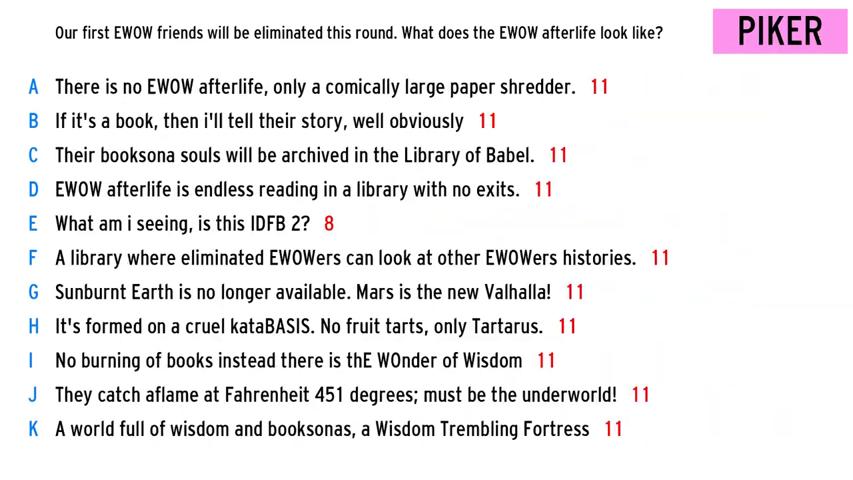 Our first EWOW friends will be eliminated this round. What does the EWOW afterlife look like?
PIKER
A There is no EWOW afterlife, only a comically large paper shredder. 11
B If it's a book, then i'll tell their story, well obviously 11
C Their booksona souls will be archived in the Library of Babel. 11
D EWOW afterlife is endless reading in a library with no exits. 11
E What am i seeing, is this IDFB 2? 8
F A library where eliminated EWOWers can look at other EWOWers histories. 11
G Sunburnt Earth is no longer available. Mars is the new Valhalla! 11
H It's formed on a cruel kataBASIS. No fruit tarts, only Tartarus. 11
I No burning of books instead there is thE WOnder of Wisdom 11
J They catch aflame at Fahrenheit 451 degrees; must be the underworld! 11
K A world full of wisdom and booksonas, a Wisdom Trembling Fortress 11